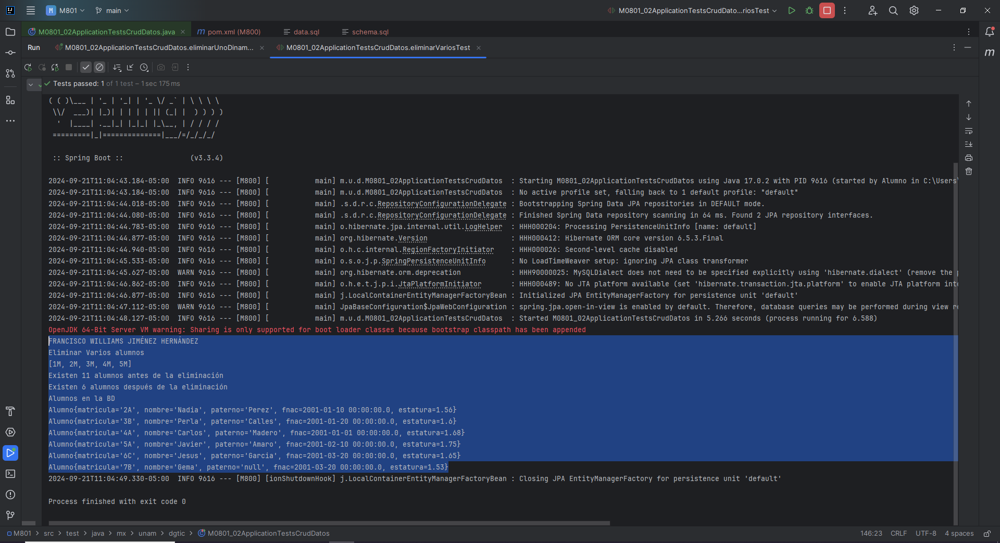 M M801 main M0801_02ApplicationTestsCrudDato...riosTest
M0801_02ApplicationTestsCrudDatos.java pom.xml (M800) data.sql schema.sql
Run M0801_02ApplicationTestsCrudDatos.eliminarUnoDinam... M0801_02ApplicationTestsCrudDatos.eliminarVariosTest
Tests passed: 1 of 1 test – 1 sec 175 ms
( ( )\___ | '_ | '_| | '_ \/ _` | \ \ \ \
 \\/  ___)| |_)| | | | | || (_| |  ) ) ) )
  '  |____| .__|_| |_|_| |_\__, | / / / /
 =========|_|==============|___/=/_/_/_/
 :: Spring Boot ::                (v3.3.4)
2024-09-21T11:04:43.184-05:00  INFO 9616 --- [M800] [           main] m.u.d.M0801_02ApplicationTestsCrudDatos  : Starting M0801_02ApplicationTestsCrudDatos using Java 17.0.2 with PID 9616 (started by Alumno in C:\Users\
2024-09-21T11:04:43.184-05:00  INFO 9616 --- [M800] [           main] m.u.d.M0801_02ApplicationTestsCrudDatos  : No active profile set, falling back to 1 default profile: "default"
2024-09-21T11:04:44.018-05:00  INFO 9616 --- [M800] [           main] .s.d.r.c.RepositoryConfigurationDelegate : Bootstrapping Spring Data JPA repositories in DEFAULT mode.
2024-09-21T11:04:44.080-05:00  INFO 9616 --- [M800] [           main] .s.d.r.c.RepositoryConfigurationDelegate : Finished Spring Data repository scanning in 64 ms. Found 2 JPA repository interfaces.
2024-09-21T11:04:44.783-05:00  INFO 9616 --- [M800] [           main] o.hibernate.jpa.internal.util.LogHelper  : HHH000204: Processing PersistenceUnitInfo [name: default]
2024-09-21T11:04:44.877-05:00  INFO 9616 --- [M800] [           main] org.hibernate.Version                    : HHH000412: Hibernate ORM core version 6.5.3.Final
2024-09-21T11:04:44.940-05:00  INFO 9616 --- [M800] [           main] o.h.c.internal.RegionFactoryInitiator    : HHH000026: Second-level cache disabled
2024-09-21T11:04:45.533-05:00  INFO 9616 --- [M800] [           main] o.s.o.j.p.SpringPersistenceUnitInfo      : No LoadTimeWeaver setup: ignoring JPA class transformer
2024-09-21T11:04:45.627-05:00  WARN 9616 --- [M800] [           main] org.hibernate.orm.deprecation            : HHH90000025: MySQLDialect does not need to be specified explicitly using 'hibernate.dialect' (remove the
2024-09-21T11:04:46.862-05:00  INFO 9616 --- [M800] [           main] o.h.e.t.j.p.i.JtaPlatformInitiator       : HHH000489: No JTA platform available (set 'hibernate.transaction.jta.platform' to enable JTA platform
2024-09-21T11:04:46.877-05:00  INFO 9616 --- [M800] [           main] j.LocalContainerEntityManagerFactoryBean : Initialized JPA EntityManagerFactory for persistence unit 'default'
2024-09-21T11:04:47.112-05:00  WARN 9616 --- [M800] [           main] JpaBaseConfiguration$JpaWebConfiguration : spring.jpa.open-in-view is enabled by default. Therefore, database queries may be performed during view
2024-09-21T11:04:48.127-05:00  INFO 9616 --- [M800] [           main] m.u.d.M0801_02ApplicationTestsCrudDatos  : Started M0801_02ApplicationTestsCrudDatos in 5.266 seconds (process running for 6.588)
OpenJDK 64-Bit Server VM warning: Sharing is only supported for boot loader classes because bootstrap classpath has been appended
FRANCISCO WILLIAMS JIMÉNEZ HERNÁNDEZ
Eliminar Varios alumnos
[1M, 2M, 3M, 4M, 5M]
Existen 11 alumnos antes de la eliminación
Existen 6 alumnos después de la eliminación
Alumnos en la BD
Alumno{matricula='2A', nombre='Nadia', paterno='Perez', fnac=2001-01-10 00:00:00.0, estatura=1.56}
Alumno{matricula='3B', nombre='Perla', paterno='Calles', fnac=2001-01-20 00:00:00.0, estatura=1.6}
Alumno{matricula='4A', nombre='Carlos', paterno='Madero', fnac=2001-01-01 00:00:00.0, estatura=1.68}
Alumno{matricula='5A', nombre='Javier', paterno='Amaro', fnac=2001-02-10 00:00:00.0, estatura=1.75}
Alumno{matricula='6C', nombre='Jesus', paterno='Garcia', fnac=2001-03-20 00:00:00.0, estatura=1.65}
Alumno{matricula='7B', nombre='Gema', paterno='null', fnac=2001-03-20 00:00:00.0, estatura=1.53}
2024-09-21T11:04:49.330-05:00  INFO 9616 --- [M800] [ionShutdownHook] j.LocalContainerEntityManagerFactoryBean : Closing JPA EntityManagerFactory for persistence unit 'default'
Process finished with exit code 0
M801 > src > test > java > mx > unam > dgtic > M0801_02ApplicationTestsCrudDatos 146:23 CRLF UTF-8 4 spaces